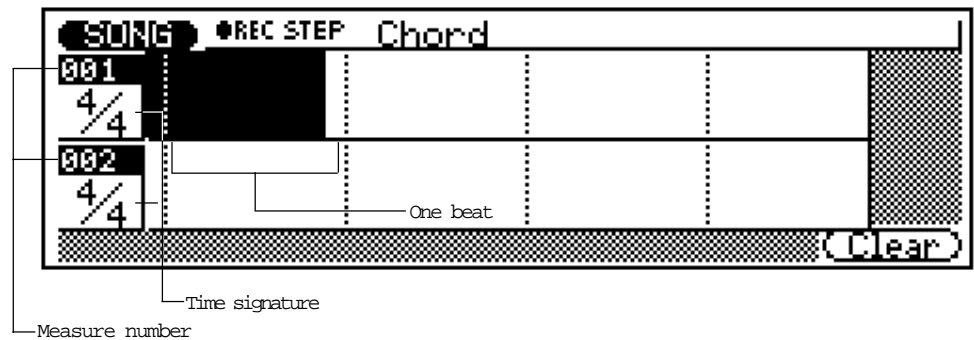 SONG ●REC STEP Chord
001
4/4
002
4/4
One beat
Clear
Time signature
Measure number